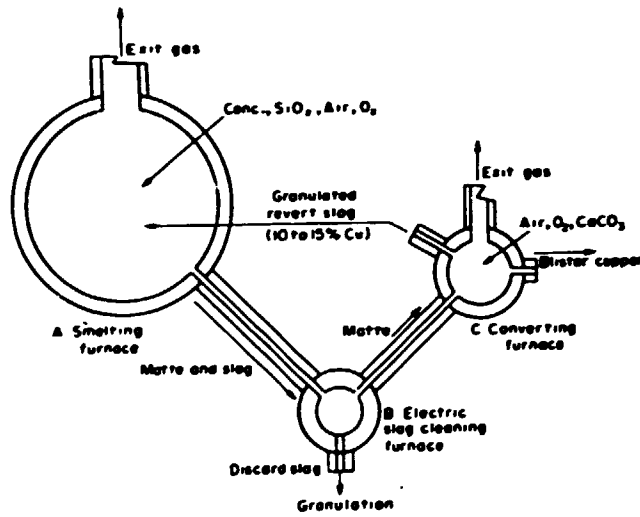 Exit gas
Conc., SiO₂, Air, O₂
Exit gas
Granulated
revert slag
(10 to 15% Cu)
Air, O₂, CaCO₃
Blister copper
A Smelting
furnace
Matte
C Converting
furnace
Matte and slag
B Electric
slag cleaning
furnace
Discard slag
Granulation